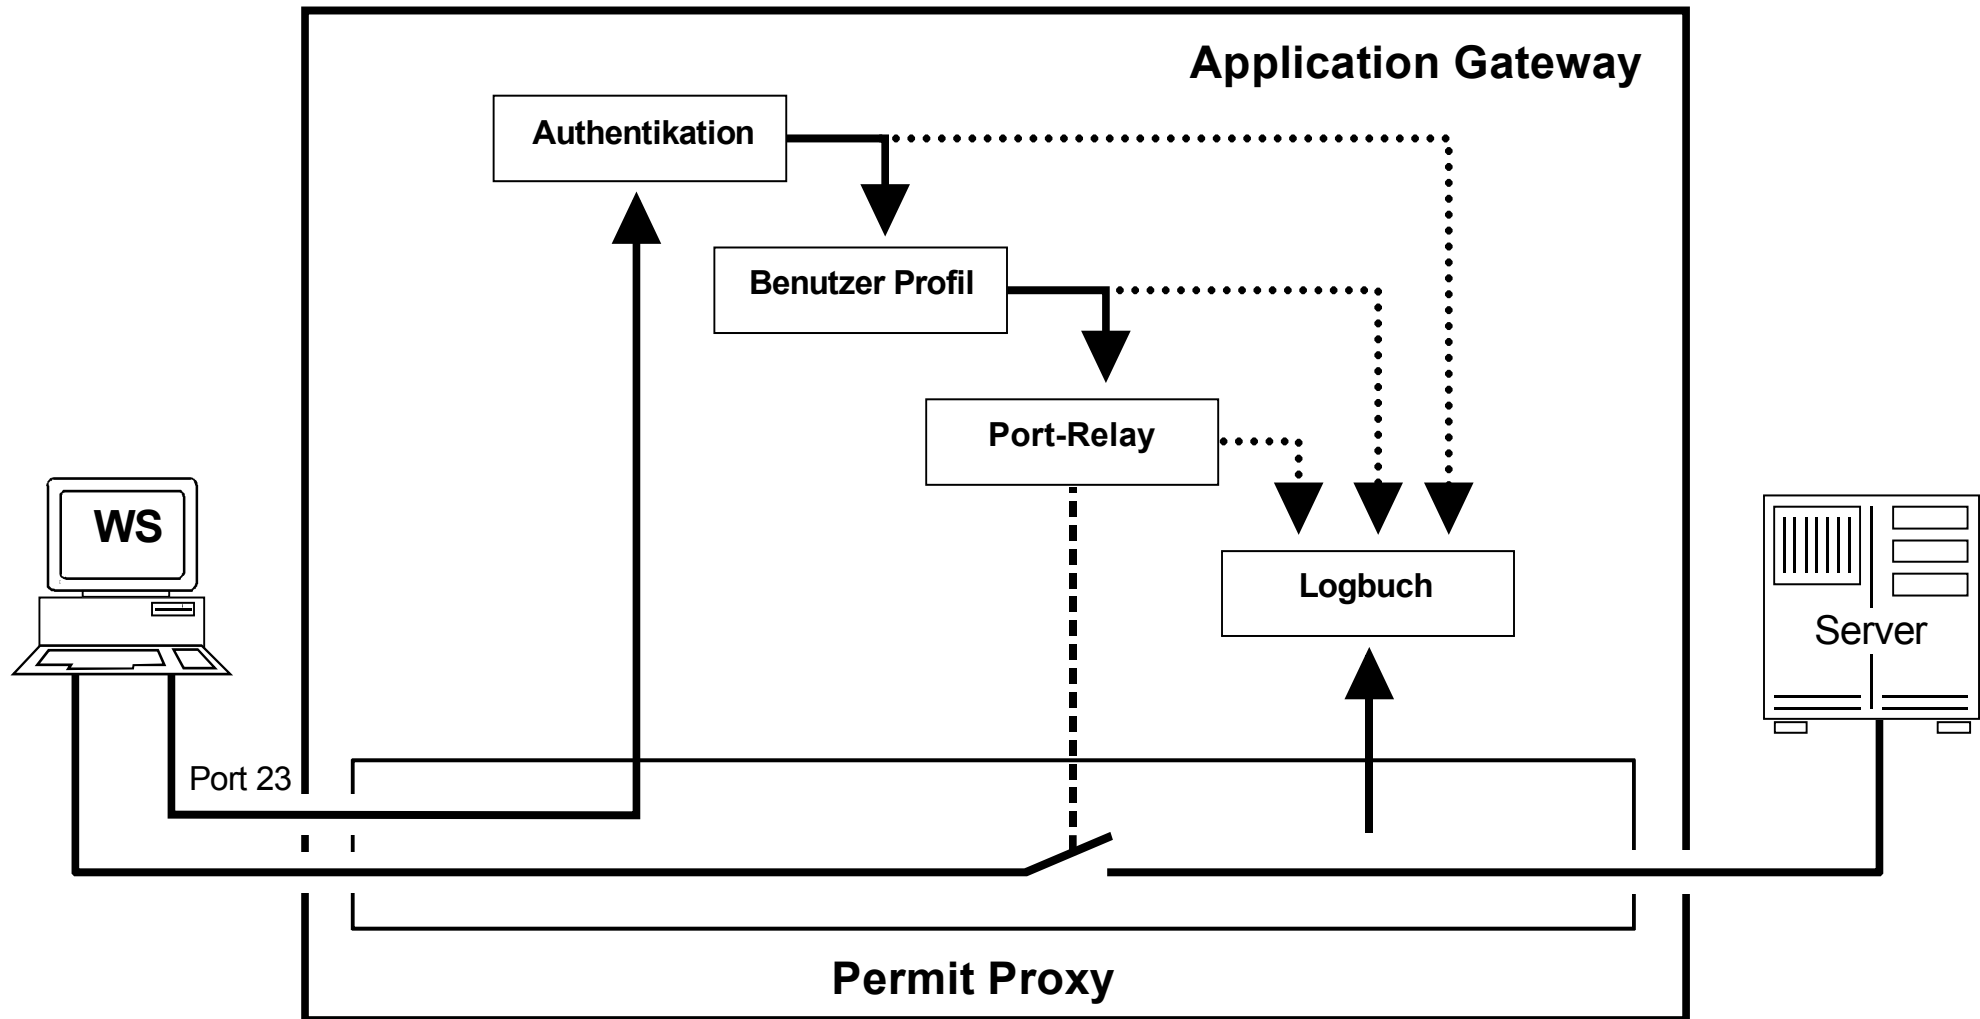 Application Gateway
Authentikation
Benutzer Profil
Port-Relay
WS
Logbuch
Server
Port 23
Permit Proxy